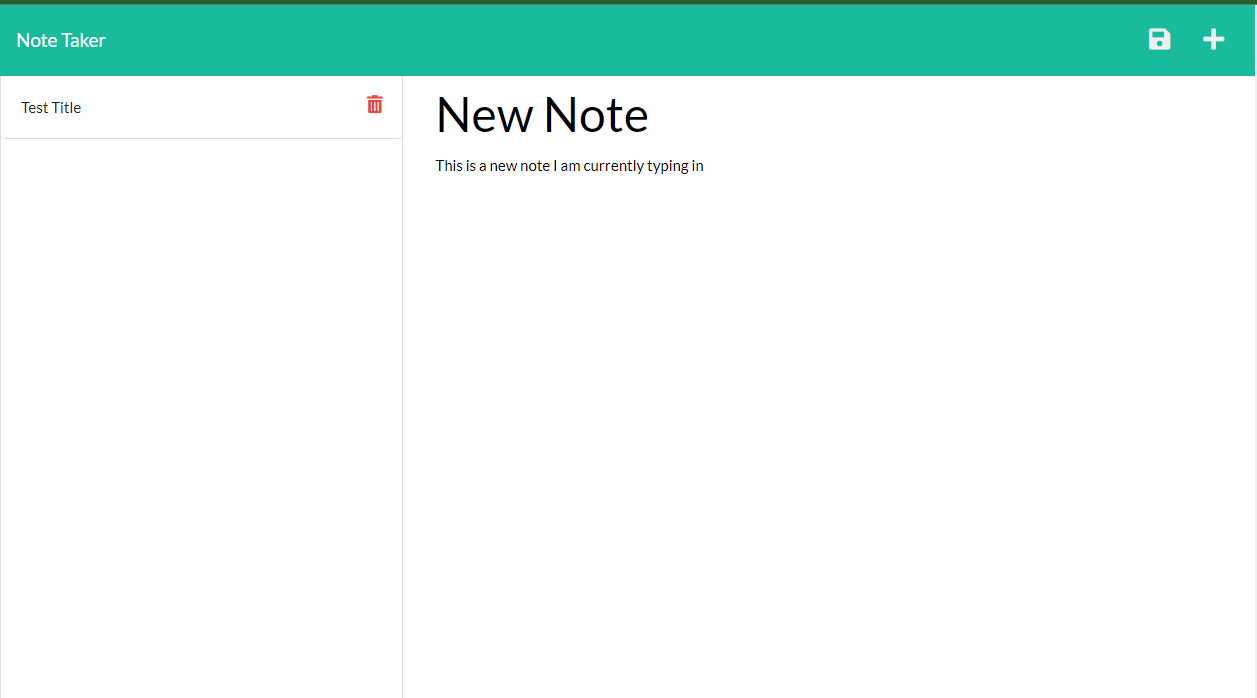 Note Taker
Test Title
New Note
This is a new note I am currently typing in